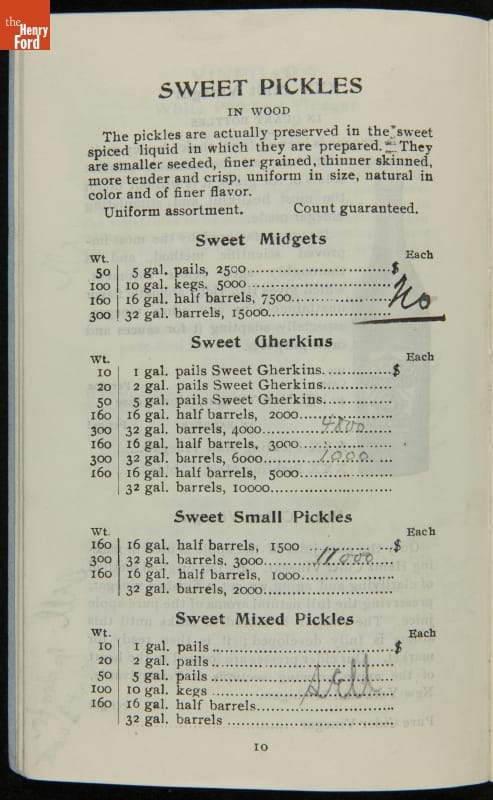 the
Henry
Ford
SWEET PICKLES
IN WOOD
The pickles are actually preserved in the sweet
spiced liquid in which they are prepared. They
are smaller seeded, finer grained, thinner skinned,
more tender and crisp, uniform in size, natural in
color and of finer flavor.
Uniform assortment. Count guaranteed.
Sweet Midgets
Wt. Each
50 5 gal. pails, 2500..............................$
100 10 gal. kegs, 5000..............................
160 16 gal. half barrels, 7500.................... No
300 32 gal. barrels, 15000.........................
Sweet Gherkins
Wt. Each
10 1 gal. pails Sweet Gherkins...............$
20 2 gal. pails Sweet Gherkins...............
50 5 gal. pails Sweet Gherkins...............
160 16 gal. half barrels, 2000....................
300 32 gal. barrels, 4000............ 4800 ......
160 16 gal. half barrels, 3000....................
300 32 gal. barrels, 6000............ 1000 ......
160 16 gal. half barrels, 5000....................
32 gal. barrels, 10000.........................
Sweet Small Pickles
Wt. Each
160 16 gal. half barrels, 1500 ..................$
300 32 gal. barrels, 3000............ 11000 ......
160 16 gal. half barrels, 1000....................
32 gal. barrels, 2000...........................
Sweet Mixed Pickles
Wt. Each
10 1 gal. pails.......................................$
20 2 gal. pails.......................................
50 5 gal. pails.......................................
100 10 gal. kegs ...................................
160 16 gal. half barrels.............................
32 gal. barrels ..................................
10